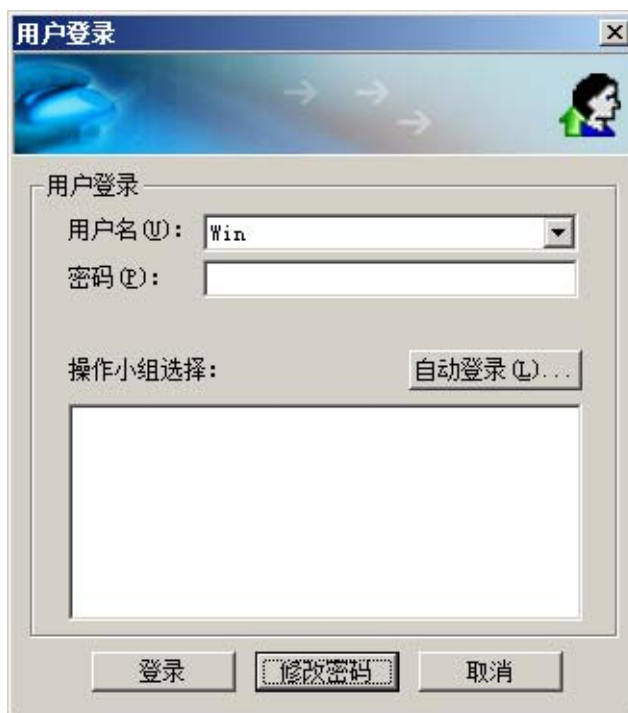 用户登录
用户登录
用户名(U): Win
密码(P):
操作小组选择: 自动登录(L)...
登录 修改密码 取消